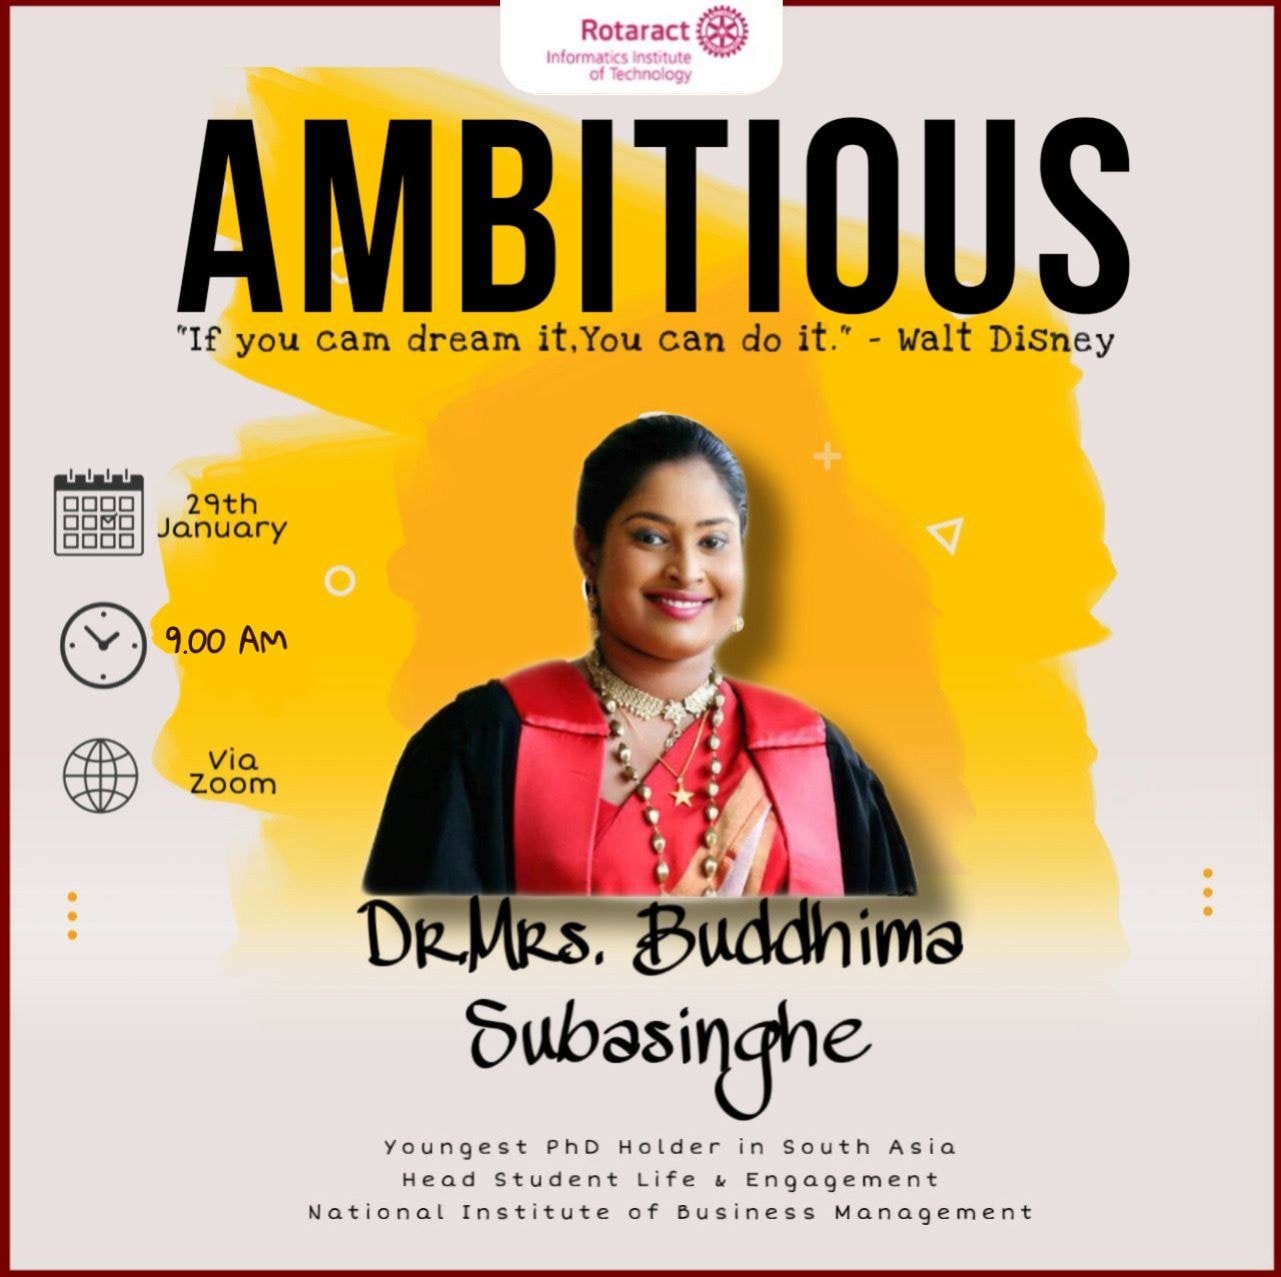 Rotaract
Informatics Institute
of Technology
AMBITIOUS
"If you cam dream it,You can do it." - Walt DiSney
29th
January
9.00 AM
Via
Zoom
Dr.Mrs. Buddhima
Subasinghe
Youngest PhD Holder in South Asia
Head Student Life & Engagement
National Institute of Business Management